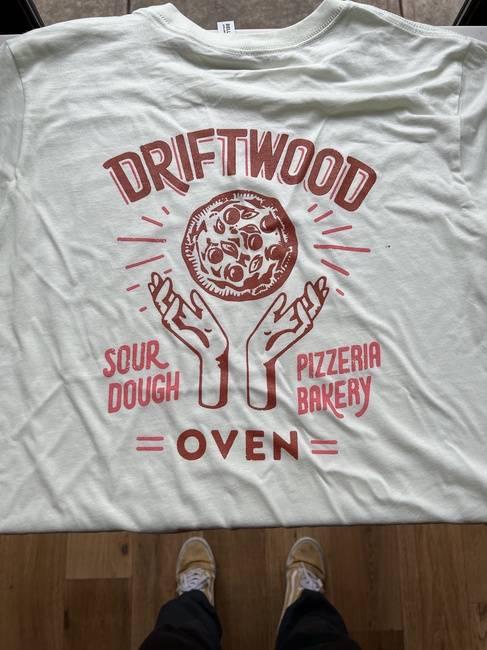 DRIFTWOOD
SOUR
DOUGH
PIZZERIA
BAKERY
OVEN